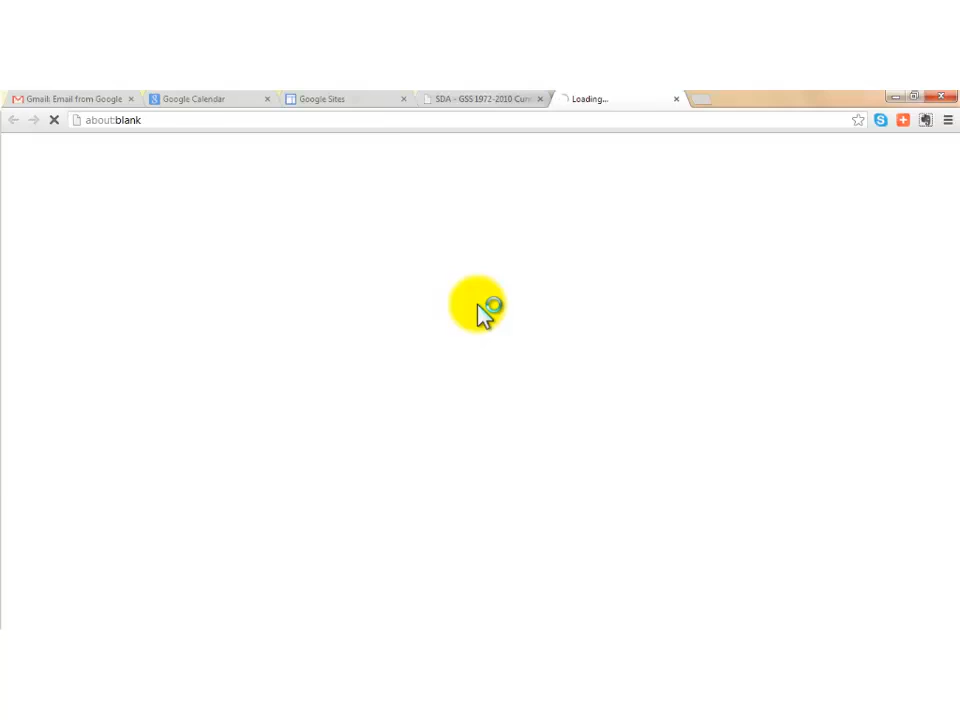 Gmail: Email from Google
Google Calendar
Google Sites
SDA - GSS 1972-2010 Cum
Loading...
about:blank